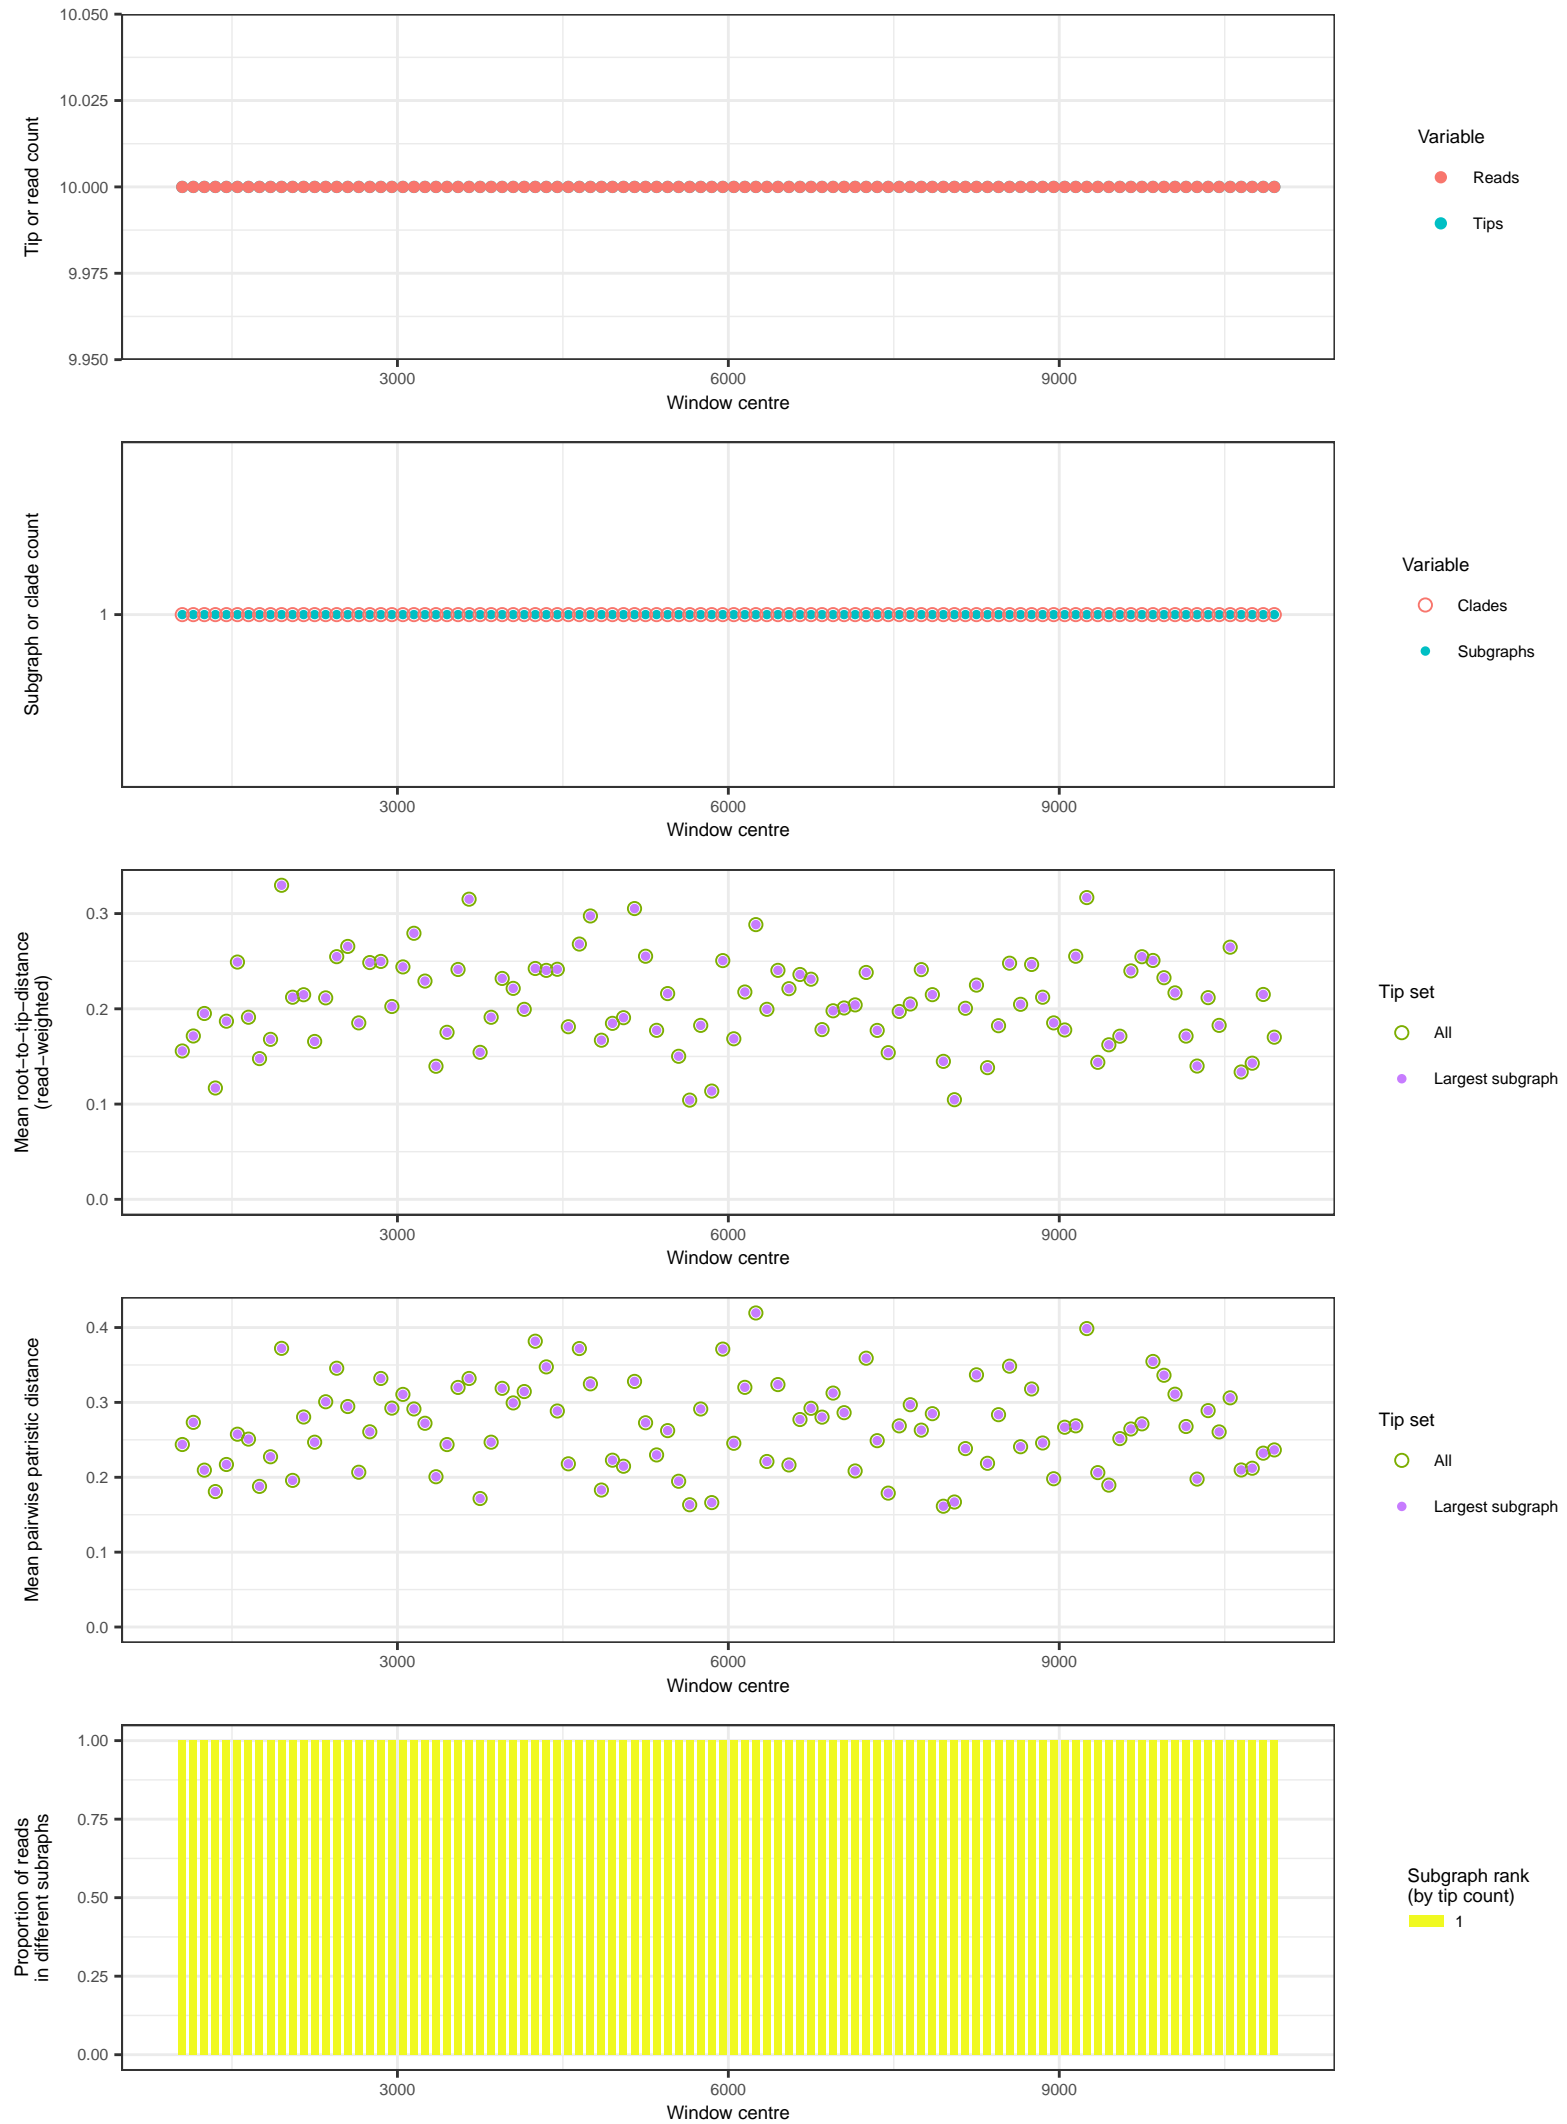 10.050
10.025
10.000
9.975
9.950
Tip or read count
3000
6000
9000
Window centre
Variable
Reads
Tips
1
Subgraph or clade count
3000
6000
9000
Window centre
Variable
Clades
Subgraphs
0.3
0.2
0.1
0.0
Mean root−to−tip−distance
(read−weighted)
3000
6000
9000
Window centre
Tip set
All
Largest subgraph
0.4
0.3
0.2
0.1
0.0
Mean pairwise patristic distance
3000
6000
9000
Window centre
Tip set
All
Largest subgraph
1.00
0.75
0.50
0.25
0.00
Proportion of reads
in different subraphs
3000
6000
9000
Window centre
Subgraph rank
(by tip count)
1